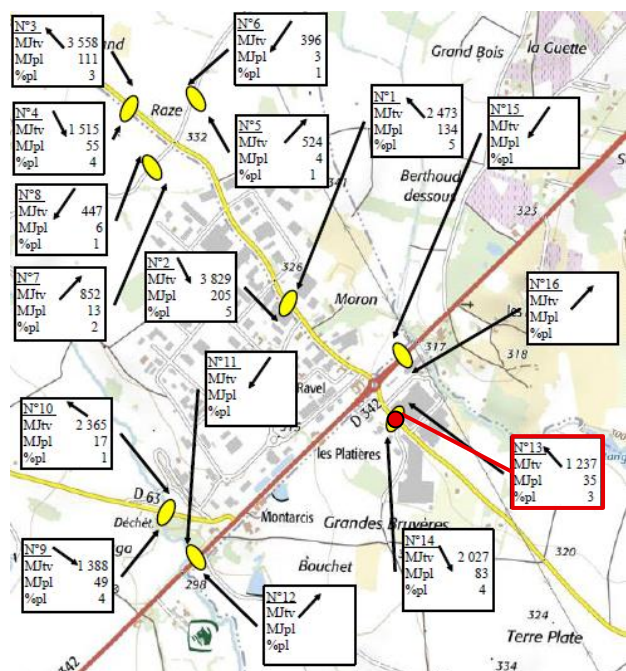 N°3
MJtv 3 558
MJpl 111
%pl 3
N°6
MJtv 396
MJpl 3
%pl 1
Grand Bois
la Guette
N°4
MJtv 1 515
MJpl 55
%pl 4
Raze
332
N°5
MJtv 524
MJpl 4
%pl 1
N°1
MJtv 2 473
MJpl 134
%pl 5
N°15
MJtv
MJpl
%pl
Berthoud
dessous
323
N°8
MJtv 447
MJpl 6
%pl 1
N°7
MJtv 852
MJpl 13
%pl 2
N°2
MJtv 3 829
MJpl 205
%pl 5
326
Moron
N°16
MJtv
MJpl
%pl
les
317
318
N°11
MJtv
MJpl
%pl
Ravel
D 342
N°10
MJtv 2 365
MJpl 17
%pl 1
les Platières
N°13
MJtv 1 237
MJpl 35
%pl 3
D 63
Déchèt.
Montarcis
Grandes Bruyères
N°9
MJtv 1 388
MJpl 49
%pl 4
298
Bouchet
N°14
MJtv 2 027
MJpl 83
%pl 4
320
N°12
MJtv
MJpl
%pl
324
Terre Plate
334
342